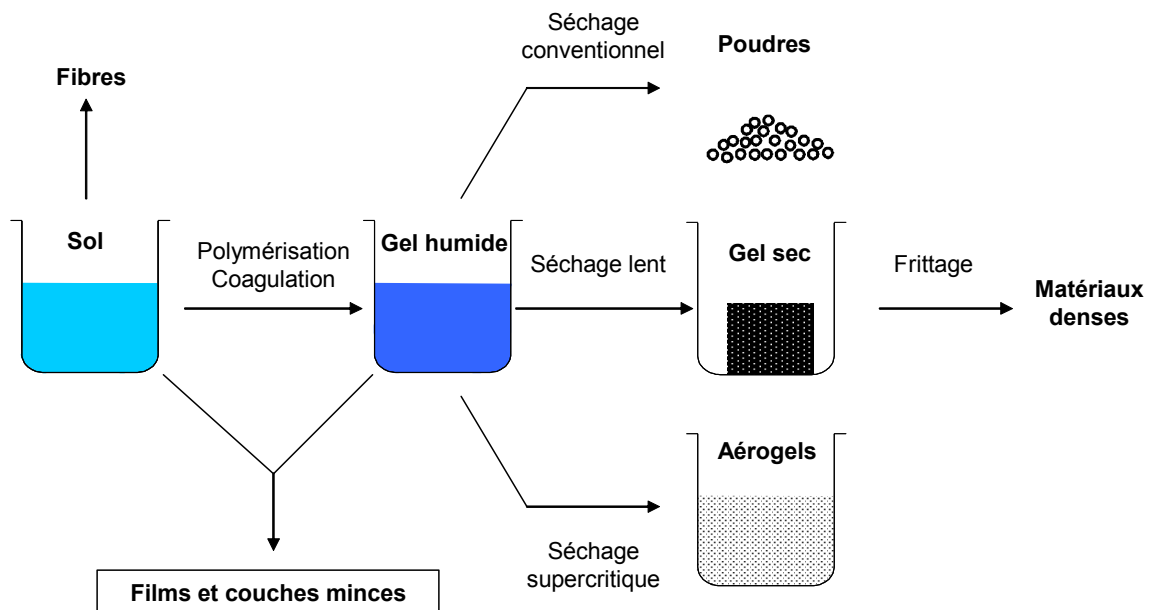 Séchage
conventionnel
Poudres
Fibres
Sol
Polymérisation
Coagulation
Gel humide
Séchage lent
Gel sec
Frittage
Matériaux
denses
Aérogels
Séchage
supercritique
Films et couches minces